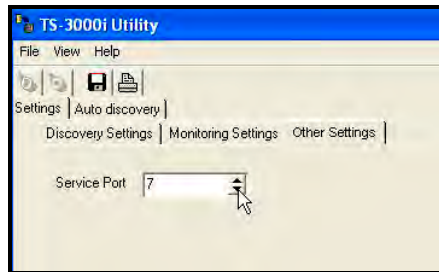 TS-3000i Utility
File View Help
Settings Auto discovery
Discovery Settings Monitoring Settings Other Settings
Service Port 7